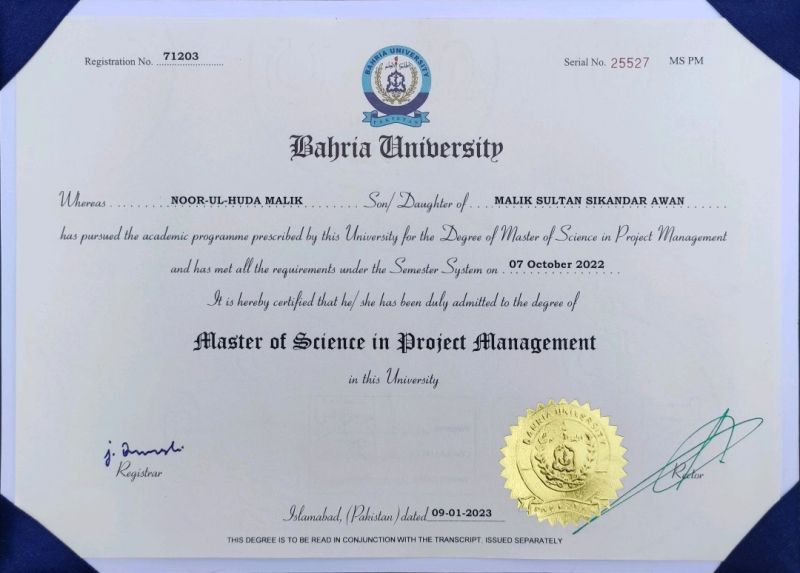 Registration No. 71203
BAHRIA UNIVERSITY
PAKISTAN
Serial No. 25527 MS PM
Bahria University
Whereas NOOR-UL-HUDA MALIK Son/Daughter of MALIK SULTAN SIKANDAR AWAN
has pursued the academic programme prescribed by this University for the Degree of Master of Science in Project Management
and has met all the requirements under the Semester System on 07 October 2022
It is hereby certified that he/she has been duly admitted to the degree of
Master of Science in Project Management
in this University
BAHRIA UNIVERSITY
Registrar
Rector
Islamabad, (Pakistan) dated 09-01-2023
THIS DEGREE IS TO BE READ IN CONJUNCTION WITH THE TRANSCRIPT, ISSUED SEPARATELY